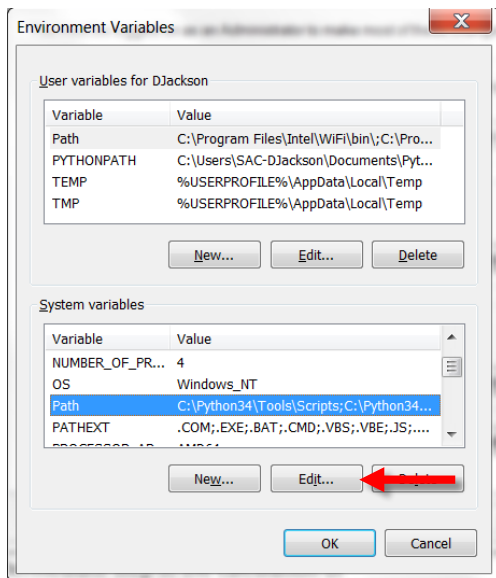 Environment Variables
User variables for DJackson
Variable Value
Path C:\Program Files\Intel\WiFi\bin\;C:\Pro...
PYTHONPATH C:\Users\SAC-DJackson\Documents\Pyt...
TEMP %USERPROFILE%\AppData\Local\Temp
TMP %USERPROFILE%\AppData\Local\Temp
New... Edit... Delete
System variables
Variable Value
NUMBER_OF_PR... 4
OS Windows_NT
Path C:\Python34\Tools\Scripts;C:\Python34...
PATHEXT .COM;.EXE;.BAT;.CMD;.VBS;.VBE;.JS;....
New... Edit...
OK Cancel